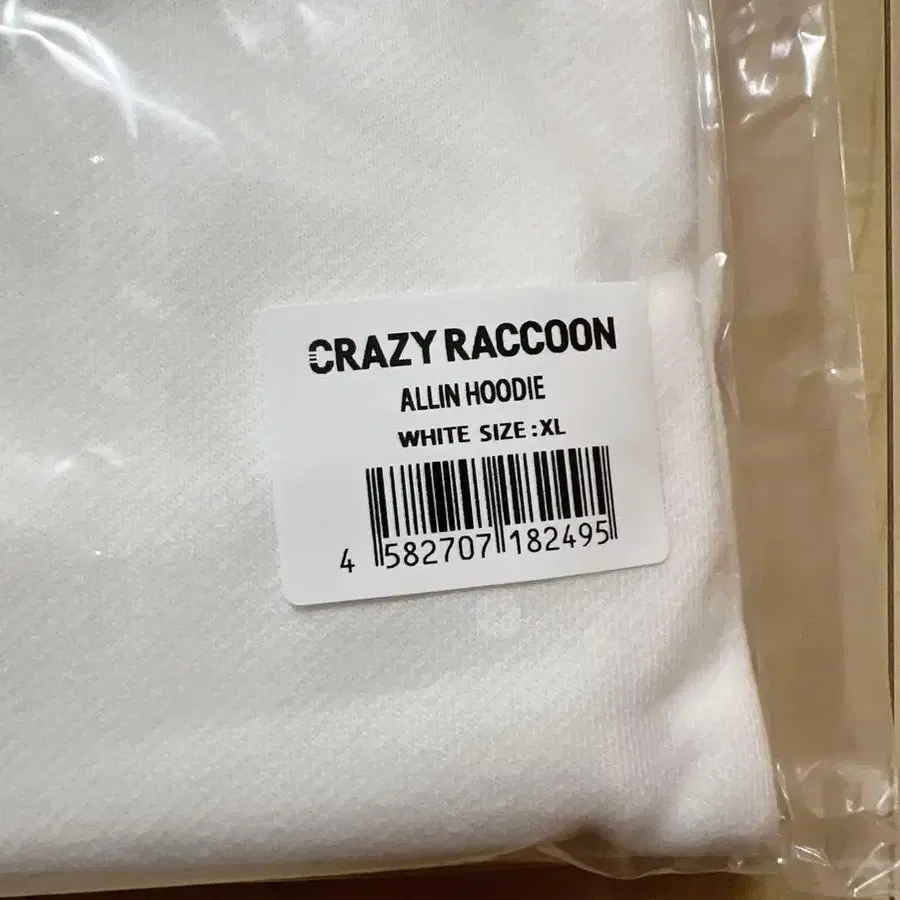 CRAZY RACCOON
ALLIN HOODIE
WHITE SIZE:XL
4 582707 182495